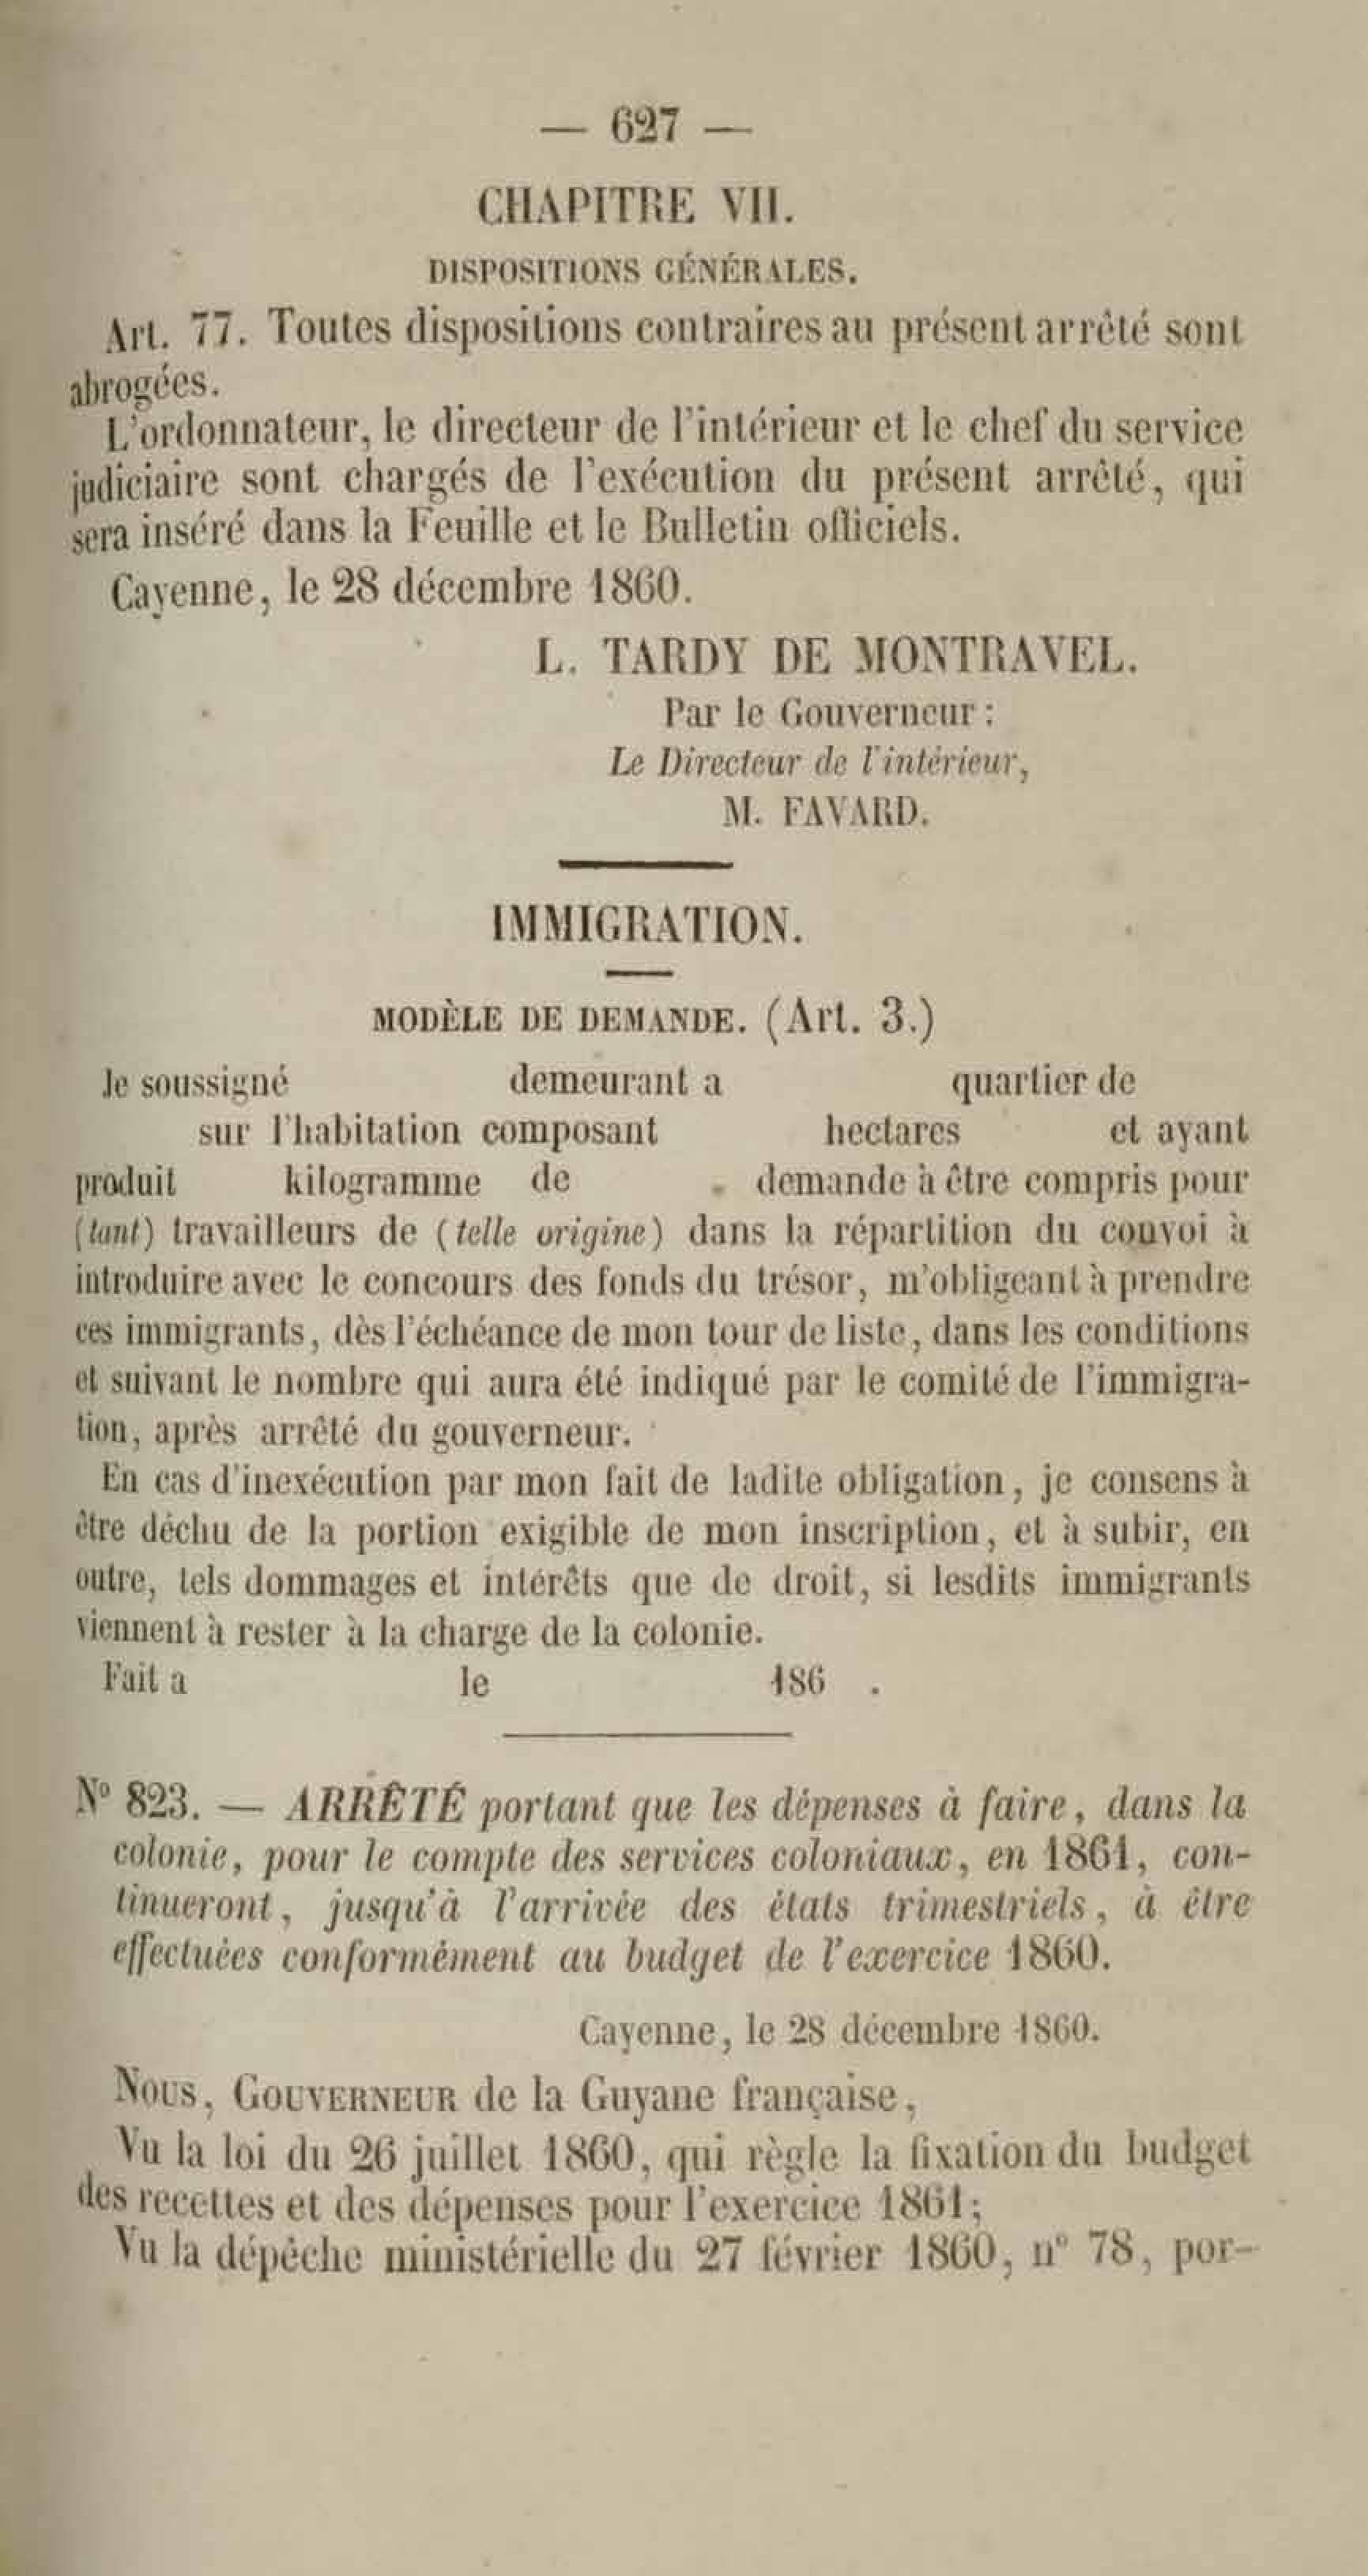 — 627 —
CHAPITRE VII.
DISPOSITIONS GÉNÉRALES.
Art. 77. Toutes dispositions contraires au présent arrêté sont
abrogées.
L'ordonnateur, le directeur de l'intérieur et le chef du service
judiciaire sont chargés de l'exécution du présent arrêté, qui
sera inséré dans la Feuille et le Bulletin officiels.
Cayenne, le 28 décembre 1860.
L. TARDY DE MONTRAVEL.
Par le Gouverneur :
Le Directeur de l'intérieur,
M. FAVARD.
IMMIGRATION.
MODÈLE DE DEMANDE. (Art. 3.)
Je soussigné demeurant a quartier de
sur l'habitation composant hectares et ayant
produit kilogramme de demande à être compris pour
(tant) travailleurs de (telle origine) dans la répartition du convoi à
introduire avec le concours des fonds du trésor, m'obligeant à prendre
ces immigrants, dès l'échéance de mon tour de liste, dans les conditions
et suivant le nombre qui aura été indiqué par le comité de l'immigra-
tion, après arrêté du gouverneur.
En cas d'inexécution par mon fait de ladite obligation, je consens à
être déchu de la portion exigible de mon inscription, et à subir, en
outre, tels dommages et intérêts que de droit, si lesdits immigrants
viennent à rester à la charge de la colonie.
Fait a le 186 .
N° 823. — ARRÊTÉ portant que les dépenses à faire, dans la
colonie, pour le compte des services coloniaux, en 1861, con-
tinueront, jusqu'à l'arrivée des états trimestriels, à être
effectuées conformément au budget de l'exercice 1860.
Cayenne, le 28 décembre 1860.
NOUS, GOUVERNEUR de la Guyane française,
Vu la loi du 26 juillet 1860, qui règle la fixation du budget
des recettes et des dépenses pour l'exercice 1861;
Vu la dépêche ministérielle du 27 février 1860, n° 78, por-